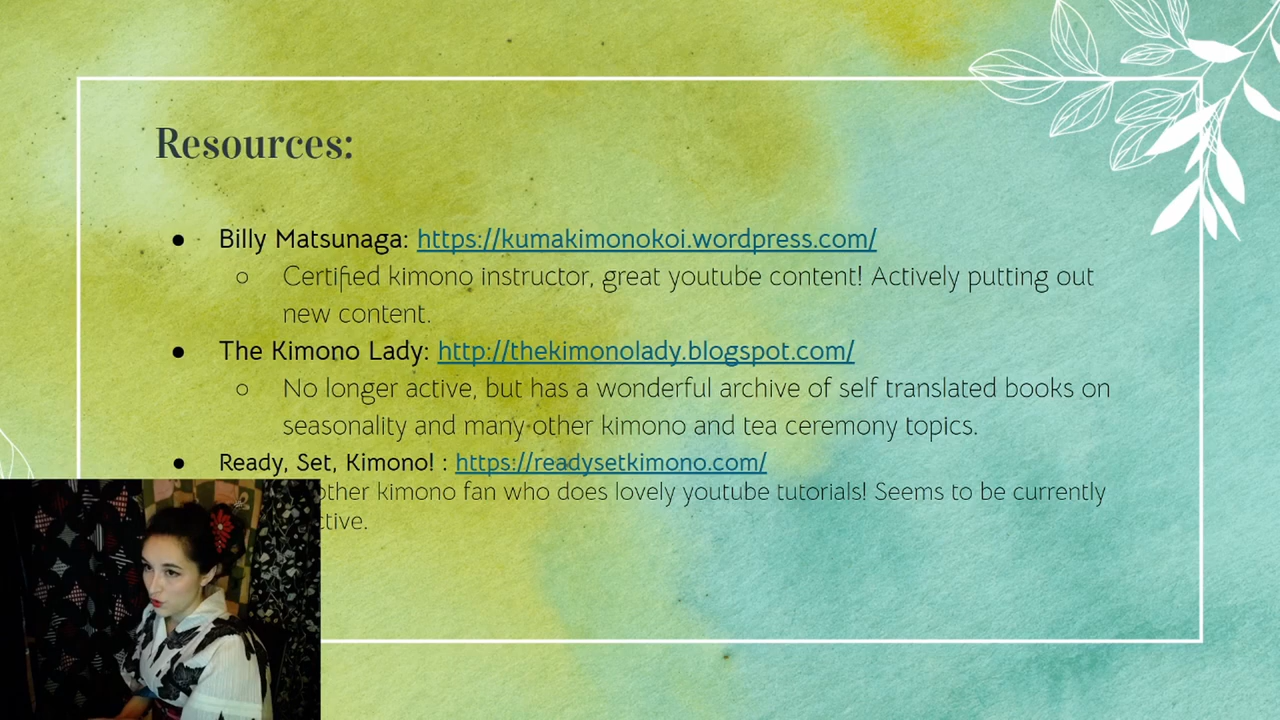 Resources:
● Billy Matsunaga: https://kumakimonokoi.wordpress.com/
○ Certified kimono instructor, great youtube content! Actively putting out
new content.
● The Kimono Lady: http://thekimonolady.blogspot.com/
○ No longer active, but has a wonderful archive of self translated books on
seasonality and many other kimono and tea ceremony topics.
● Ready, Set, Kimono! : https://readysetkimono.com/
other kimono fan who does lovely youtube tutorials! Seems to be currently
ctive.